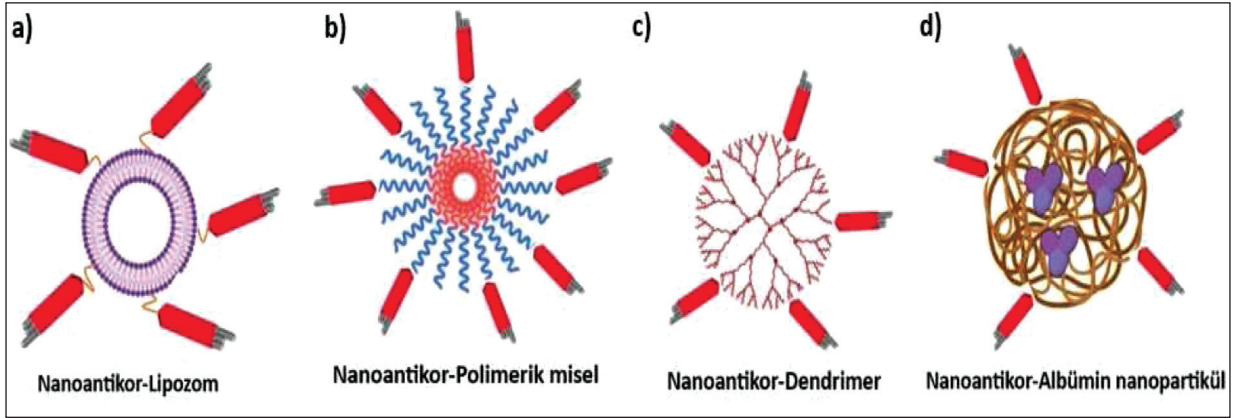 a)
b)
c)
d)
Nanoantikor-Lipozom
Nanoantikor-Polimerik misel
Nanoantikor-Dendrimer
Nanoantikor-Albümin nanopartikül